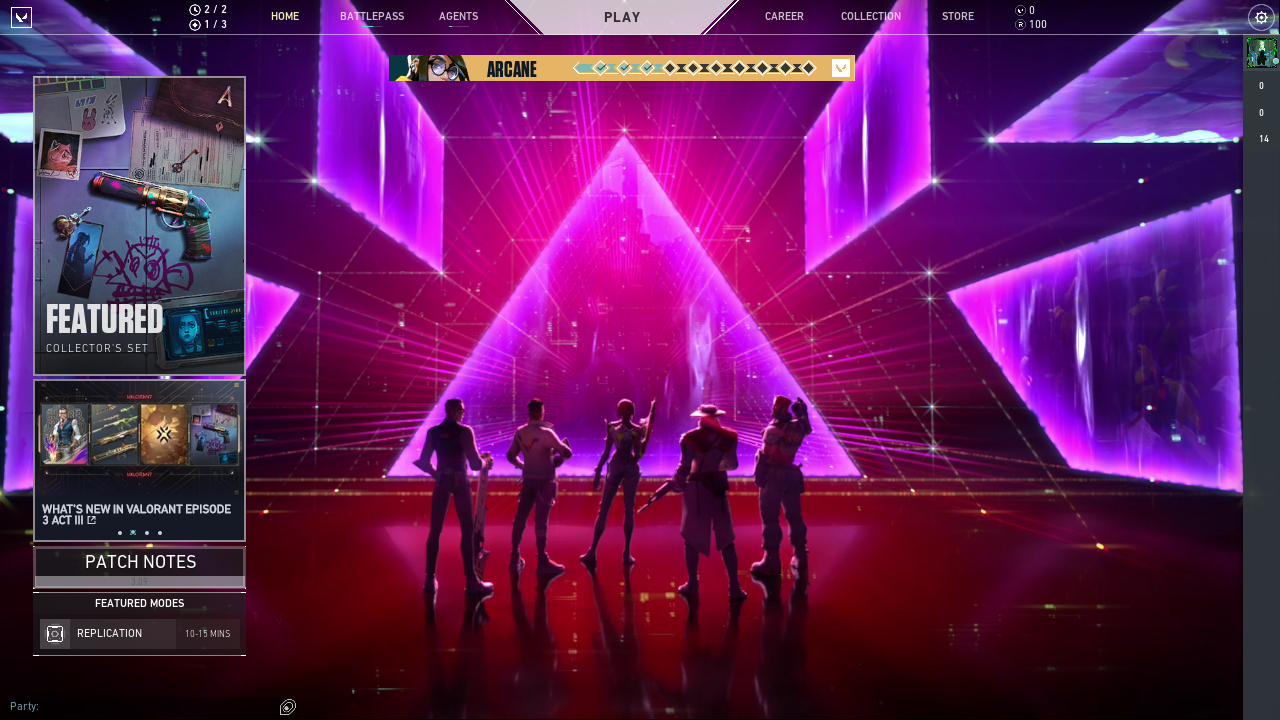 2 / 2
1 / 3
HOME
BATTLEPASS
AGENTS
PLAY
CAREER
COLLECTION
STORE
0
R 100
ARCANE
0
0
14
A
FEATURED
COLLECTOR'S SET
VALORANT
VALORANT
WHAT'S NEW IN VALORANT EPISODE
3 ACT III
PATCH NOTES
3.09
FEATURED MODES
REPLICATION
10-15 MINS
Party: